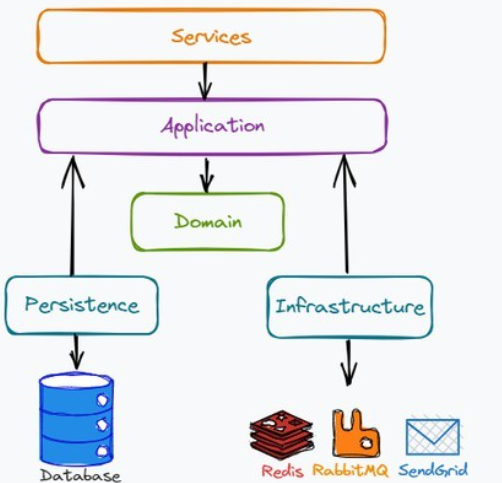 Services
Application
Domain
Persistence
Infrastructure
Database
Redis RabbitMQ SendGrid